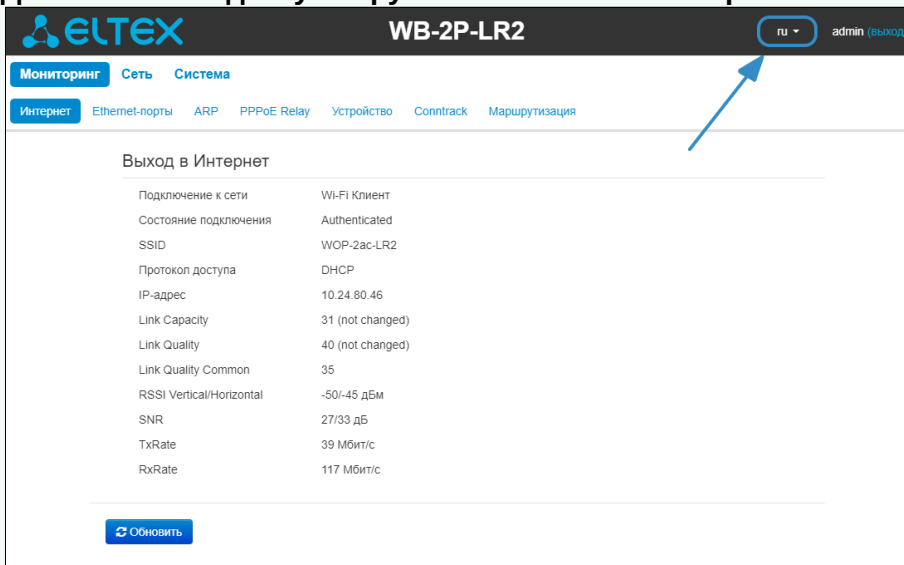 ELTEX WB-2P-LR2 ru admin (выход
Мониторинг Сеть Система
Интернет Ethernet-порты ARP PPPoE Relay Устройство Conntrack Маршрутизация
Выход в Интернет
Подключение к сети Wi-Fi Клиент
Состояние подключения Authenticated
SSID WOP-2ac-LR2
Протокол доступа DHCP
IP-адрес 10.24.80.46
Link Capacity 31 (not changed)
Link Quality 40 (not changed)
Link Quality Common 35
RSSI Vertical/Horizontal -50/-45 дБм
SNR 27/33 дБ
TxRate 39 Мбит/с
RxRate 117 Мбит/с
Обновить